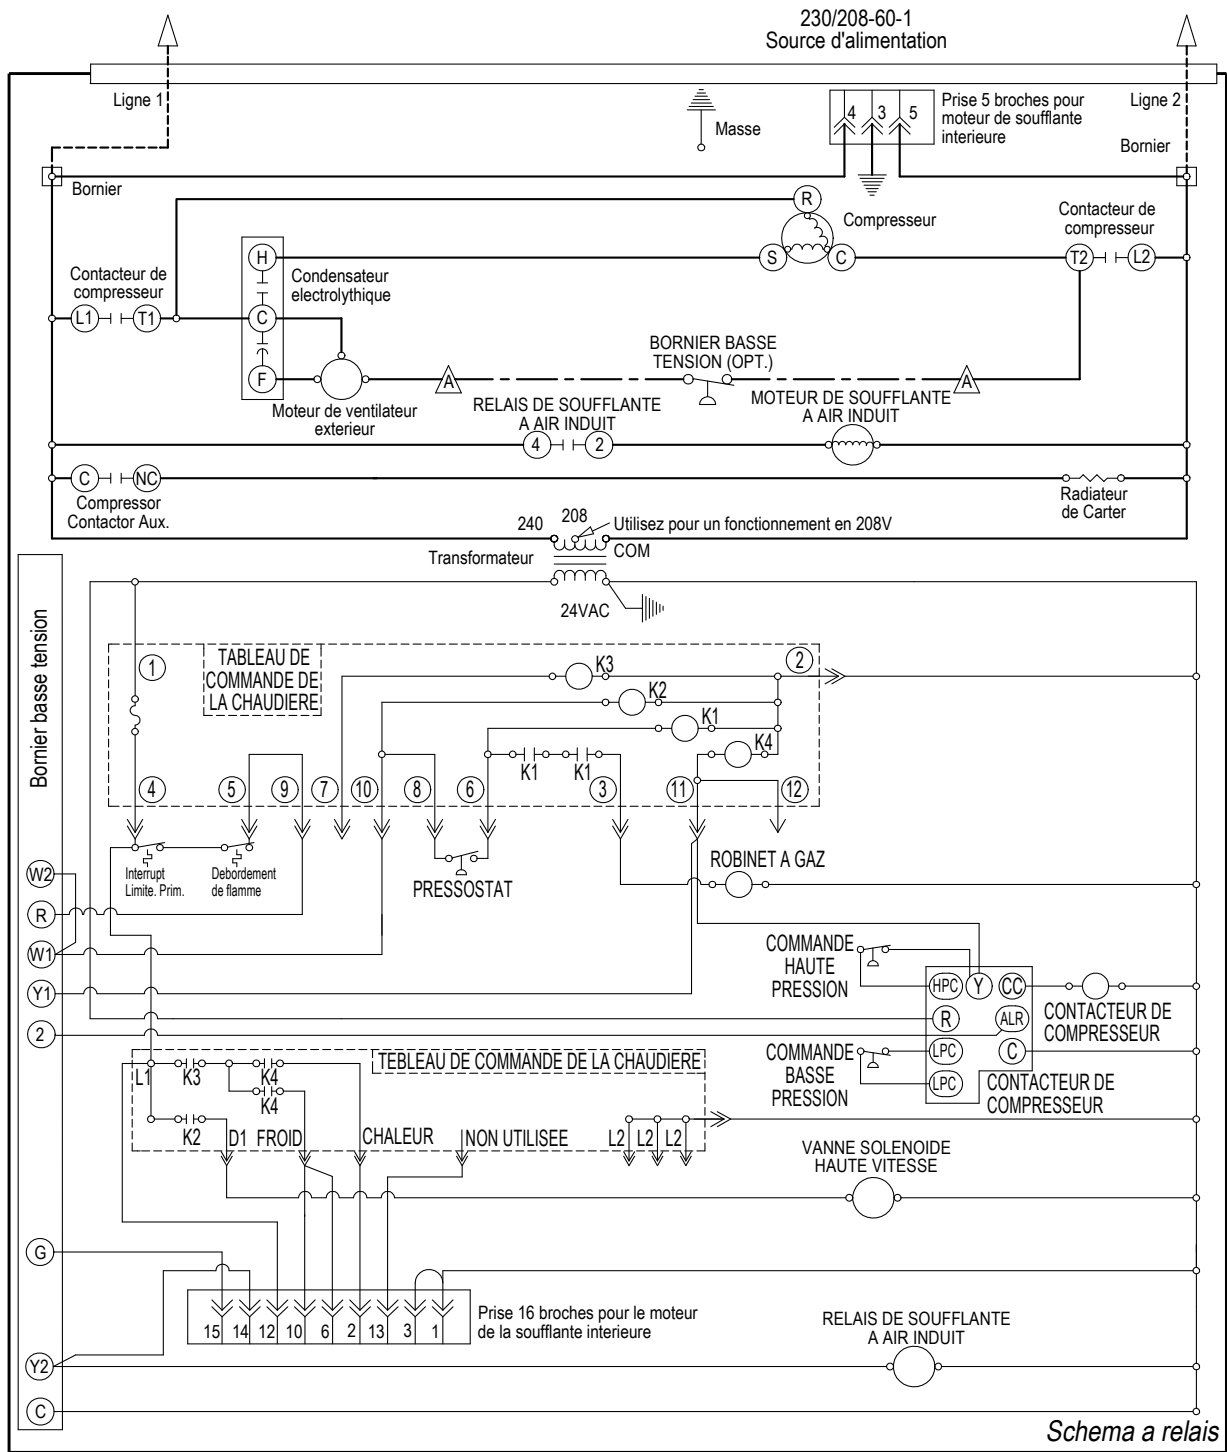 230/208-60-1
Source d'alimentation
Ligne 1
Masse
4 3 5
Prise 5 broches pour
moteur de soufflante
interieure
Ligne 2
Bornier
Bornier
R
Compresseur
Contacteur de
compresseur
H
S
C
T2
L2
Contacteur de
compresseur
Condensateur
electrolythique
L1
T1
C
BORNIER BASSE
TENSION (OPT.)
F
A
A
Moteur de ventilateur
exterieur
RELAIS DE SOUFFLANTE
A AIR INDUIT
MOTEUR DE SOUFFLANTE
A AIR INDUIT
4
2
C
NC
Compressor
Contactor Aux.
Radiateur
de Carter
240
208
Utilisez pour un fonctionnement en 208V
Transformateur
COM
24VAC
Bornier basse tension
1
TABLEAU DE
COMMANDE DE
LA CHAUDIERE
K3
2
K2
K1
K4
K1
K1
4
5
9
7
10
8
6
3
11
12
Interrupt
Limite. Prim.
Debordement
de flamme
PRESSOSTAT
ROBINET A GAZ
W2
R
W1
Y1
2
COMMANDE
HAUTE
PRESSION
HPC
Y
CC
R
ALR
CONTACTEUR DE
COMPRESSEUR
COMMANDE
BASSE
PRESSION
LPC
C
LPC
CONTACTEUR DE
COMPRESSEUR
TEBLEAU DE COMMANDE DE LA CHAUDIERE
L1
K3
K4
K4
K2
D1
FROID
CHALEUR
NON UTILISEE
L2
L2
L2
VANNE SOLENOIDE
HAUTE VITESSE
G
15 14 12 10 6 2 13 3 1
Prise 16 broches pour le moteur
de la soufflante interieure
RELAIS DE SOUFFLANTE
A AIR INDUIT
Y2
C
Schema a relais